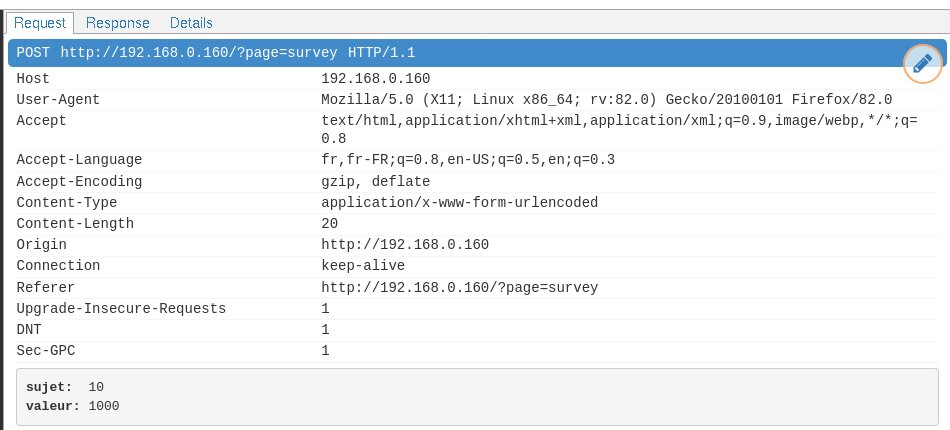 Request Response Details
POST http://192.168.0.160/?page=survey HTTP/1.1
Host 192.168.0.160
User-Agent Mozilla/5.0 (X11; Linux x86_64; rv:82.0) Gecko/20100101 Firefox/82.0
Accept text/html,application/xhtml+xml,application/xml;q=0.9,image/webp,*/*;q=
0.8
Accept-Language fr,fr-FR;q=0.8,en-US;q=0.5,en;q=0.3
Accept-Encoding gzip, deflate
Content-Type application/x-www-form-urlencoded
Content-Length 20
Origin http://192.168.0.160
Connection keep-alive
Referer http://192.168.0.160/?page=survey
Upgrade-Insecure-Requests 1
DNT 1
Sec-GPC 1
sujet: 10
valeur: 1000